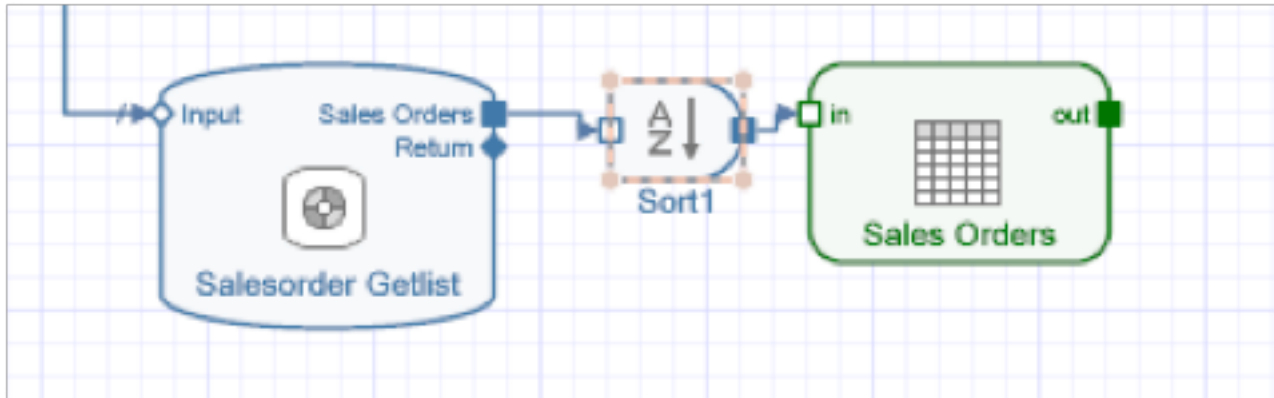 Input
Sales Orders
Return
Salesorder Getlist
A
Z
Sort1
in
out
Sales Orders